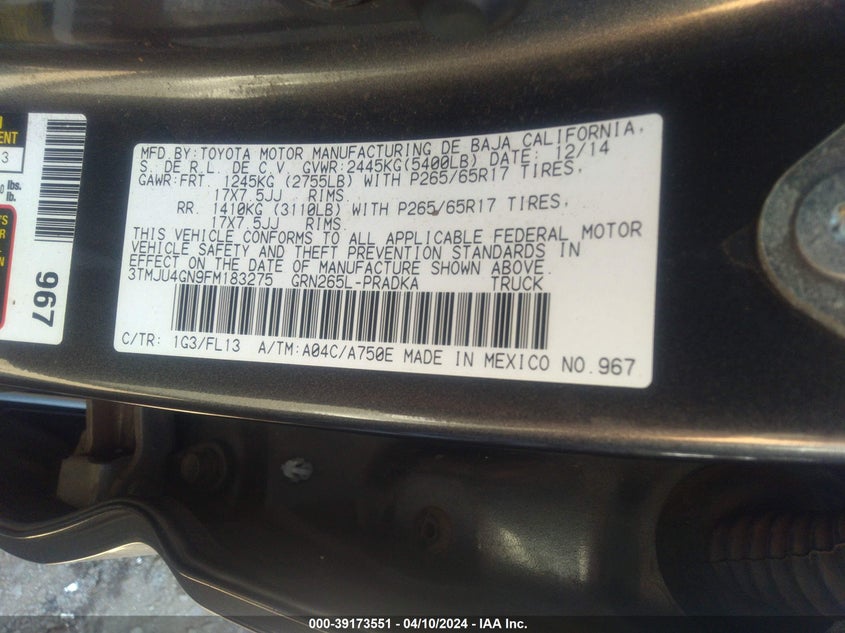 MFD BY:TOYOTA MOTOR MANUFACTURING DE BAJA CALIFORNIA,
S. DE R.L. DE C.V. GVWR:2445KG(5400LB) DATE: 12/14
GAWR:FRT. 1245KG (2755LB) WITH P265/65R17 TIRES,
17X7.5JJ RIMS
RR. 1410KG (3110LB) WITH P265/65R17 TIRES,
17X7.5JJ RIMS.
THIS VEHICLE CONFORMS TO ALL APPLICABLE FEDERAL MOTOR
VEHICLE SAFETY AND THEFT PREVENTION STANDARDS IN
EFFECT ON THE DATE OF MANUFACTURE SHOWN ABOVE.
3TMJU4GN9FM183275 GRN265L-PRADKA TRUCK
C/TR: 1G3/FL13 A/TM:A04C/A750E MADE IN MEXICO NO.967
ENT
3
lbs.
lb.
'S
R
N
967
000-39173551 - 04/10/2024 - IAA Inc.